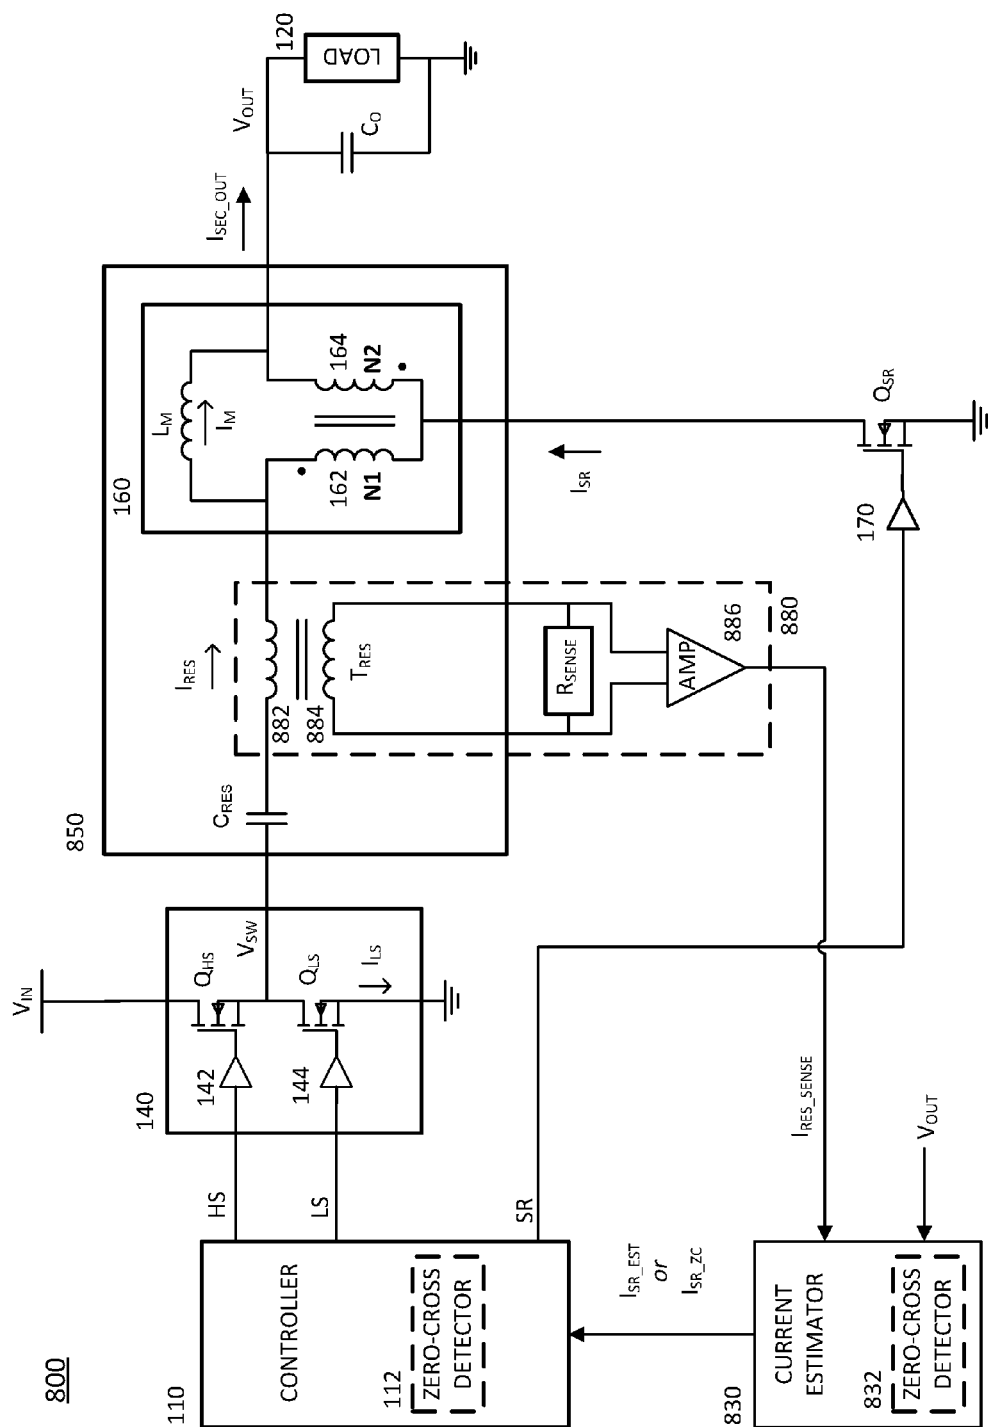 800
110
CONTROLLER
112
ZERO-CROSS
DETECTOR
HS
LS
SR
140
142
144
V_IN
Q_HS
V_SW
Q_LS
I_LS
850
C_RES
I_RES
882
884
T_RES
R_SENSE
AMP
886
880
160
L_M
I_M
162
N1
164
N2
I_SEC_OUT
V_OUT
C_O
120
LOAD
I_SR
170
Q_SR
I_SR_EST
or
I_SR_ZC
830
CURRENT
ESTIMATOR
832
ZERO-CROSS
DETECTOR
I_RES_SENSE
V_OUT